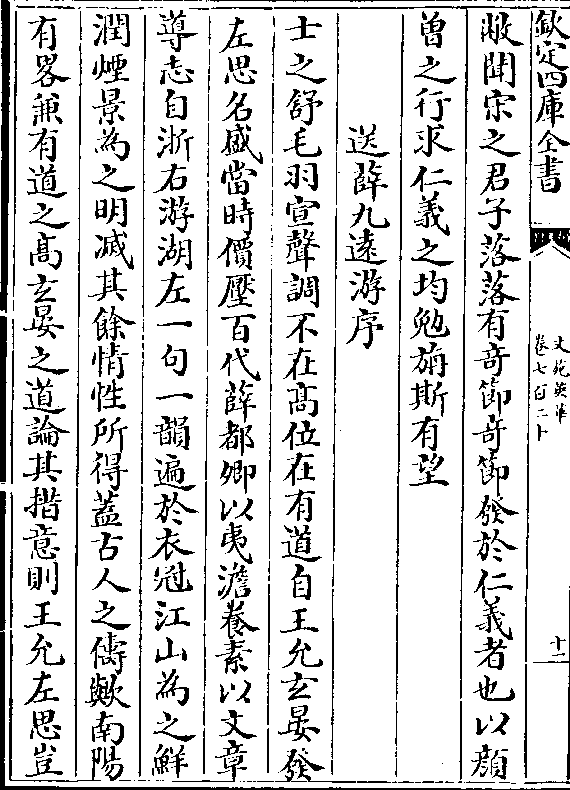 欽定四庫全書
文苑英華
卷七百二十
十二
敝聞宋之君子落落有奇節奇節發於仁義者也以顔
曽之行求仁義之均勉旃斯有望
送薛九遠游序
士之舒毛羽宣聲調不在髙位在有道自王允玄晏發
左思名盛當時價壓百代薛都卿以夷澹養素以文章
導志自浙右游湖左一句一韻遍於衣冠江山為之鮮
潤煙景為之明滅其餘情性所得蓋古人之儔歟南陽
有畧兼有道之髙玄晏之道論其措意則王允左思豈